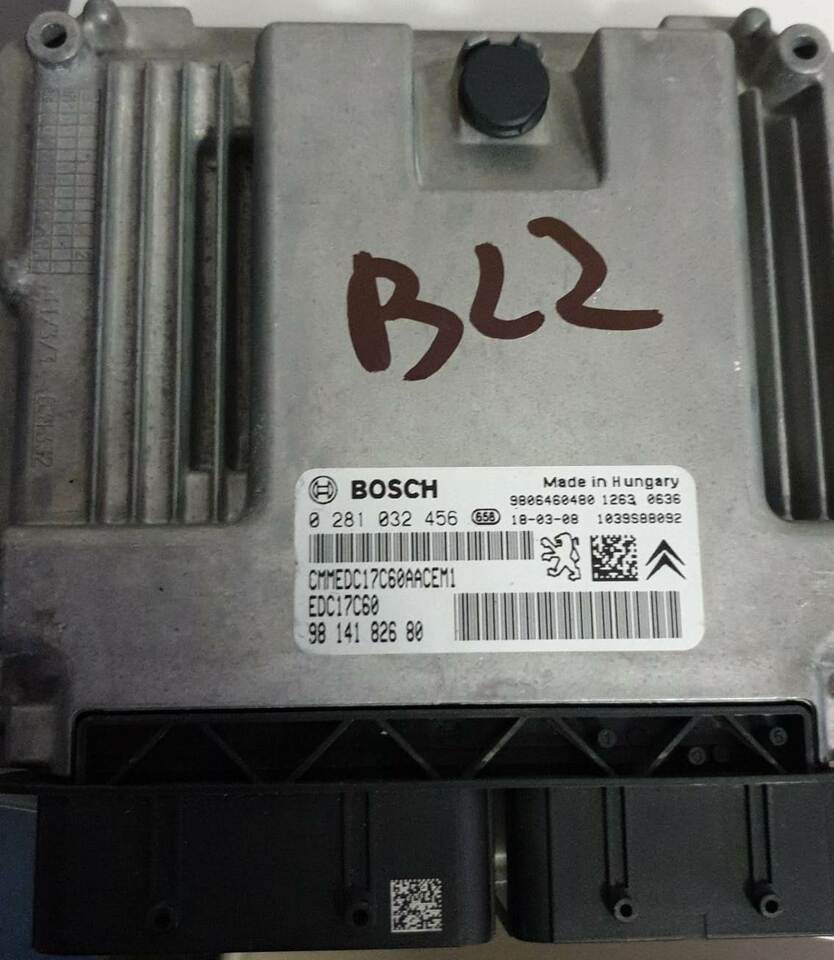 BLZ
BOSCH
Made in Hungary
9806460480 1263 0636
0 281 032 456 658 18-03-08 1039S88092
CMMEDC17C60AACEM1
EDC17C60
98 141 826 80